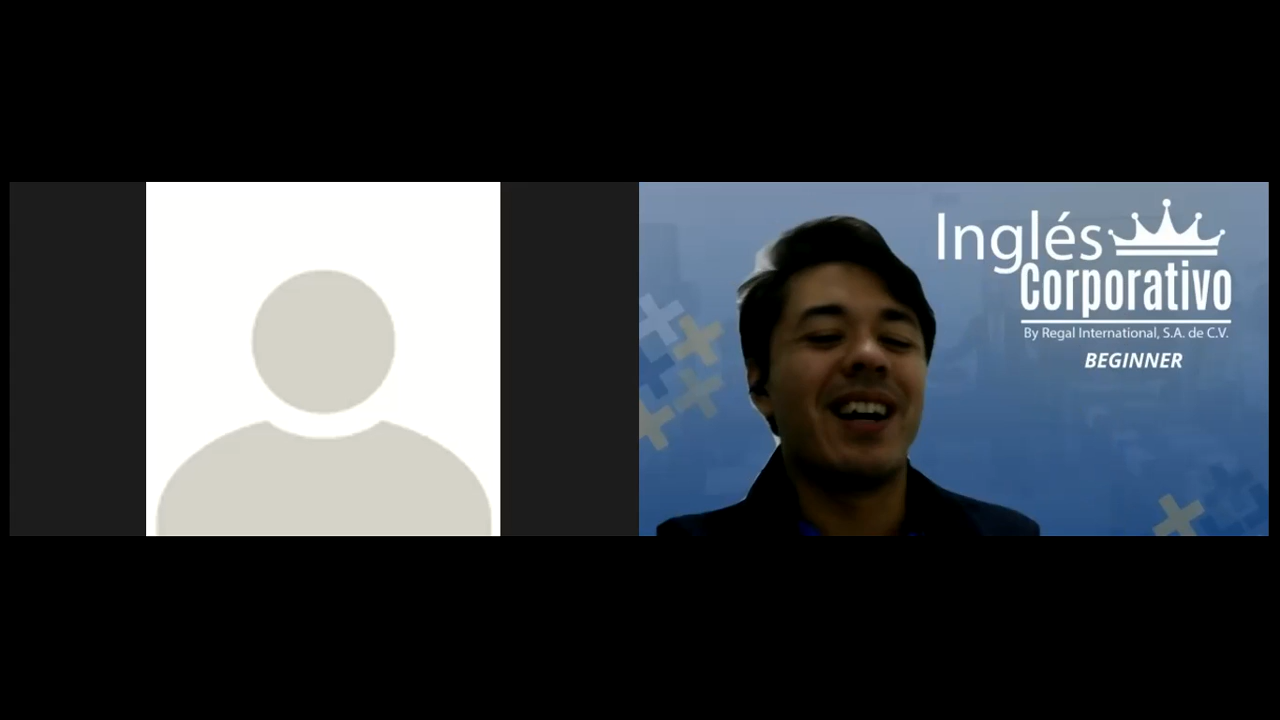 Inglés
Corporativo
By Regal International, S.A. de C.V.
BEGINNER